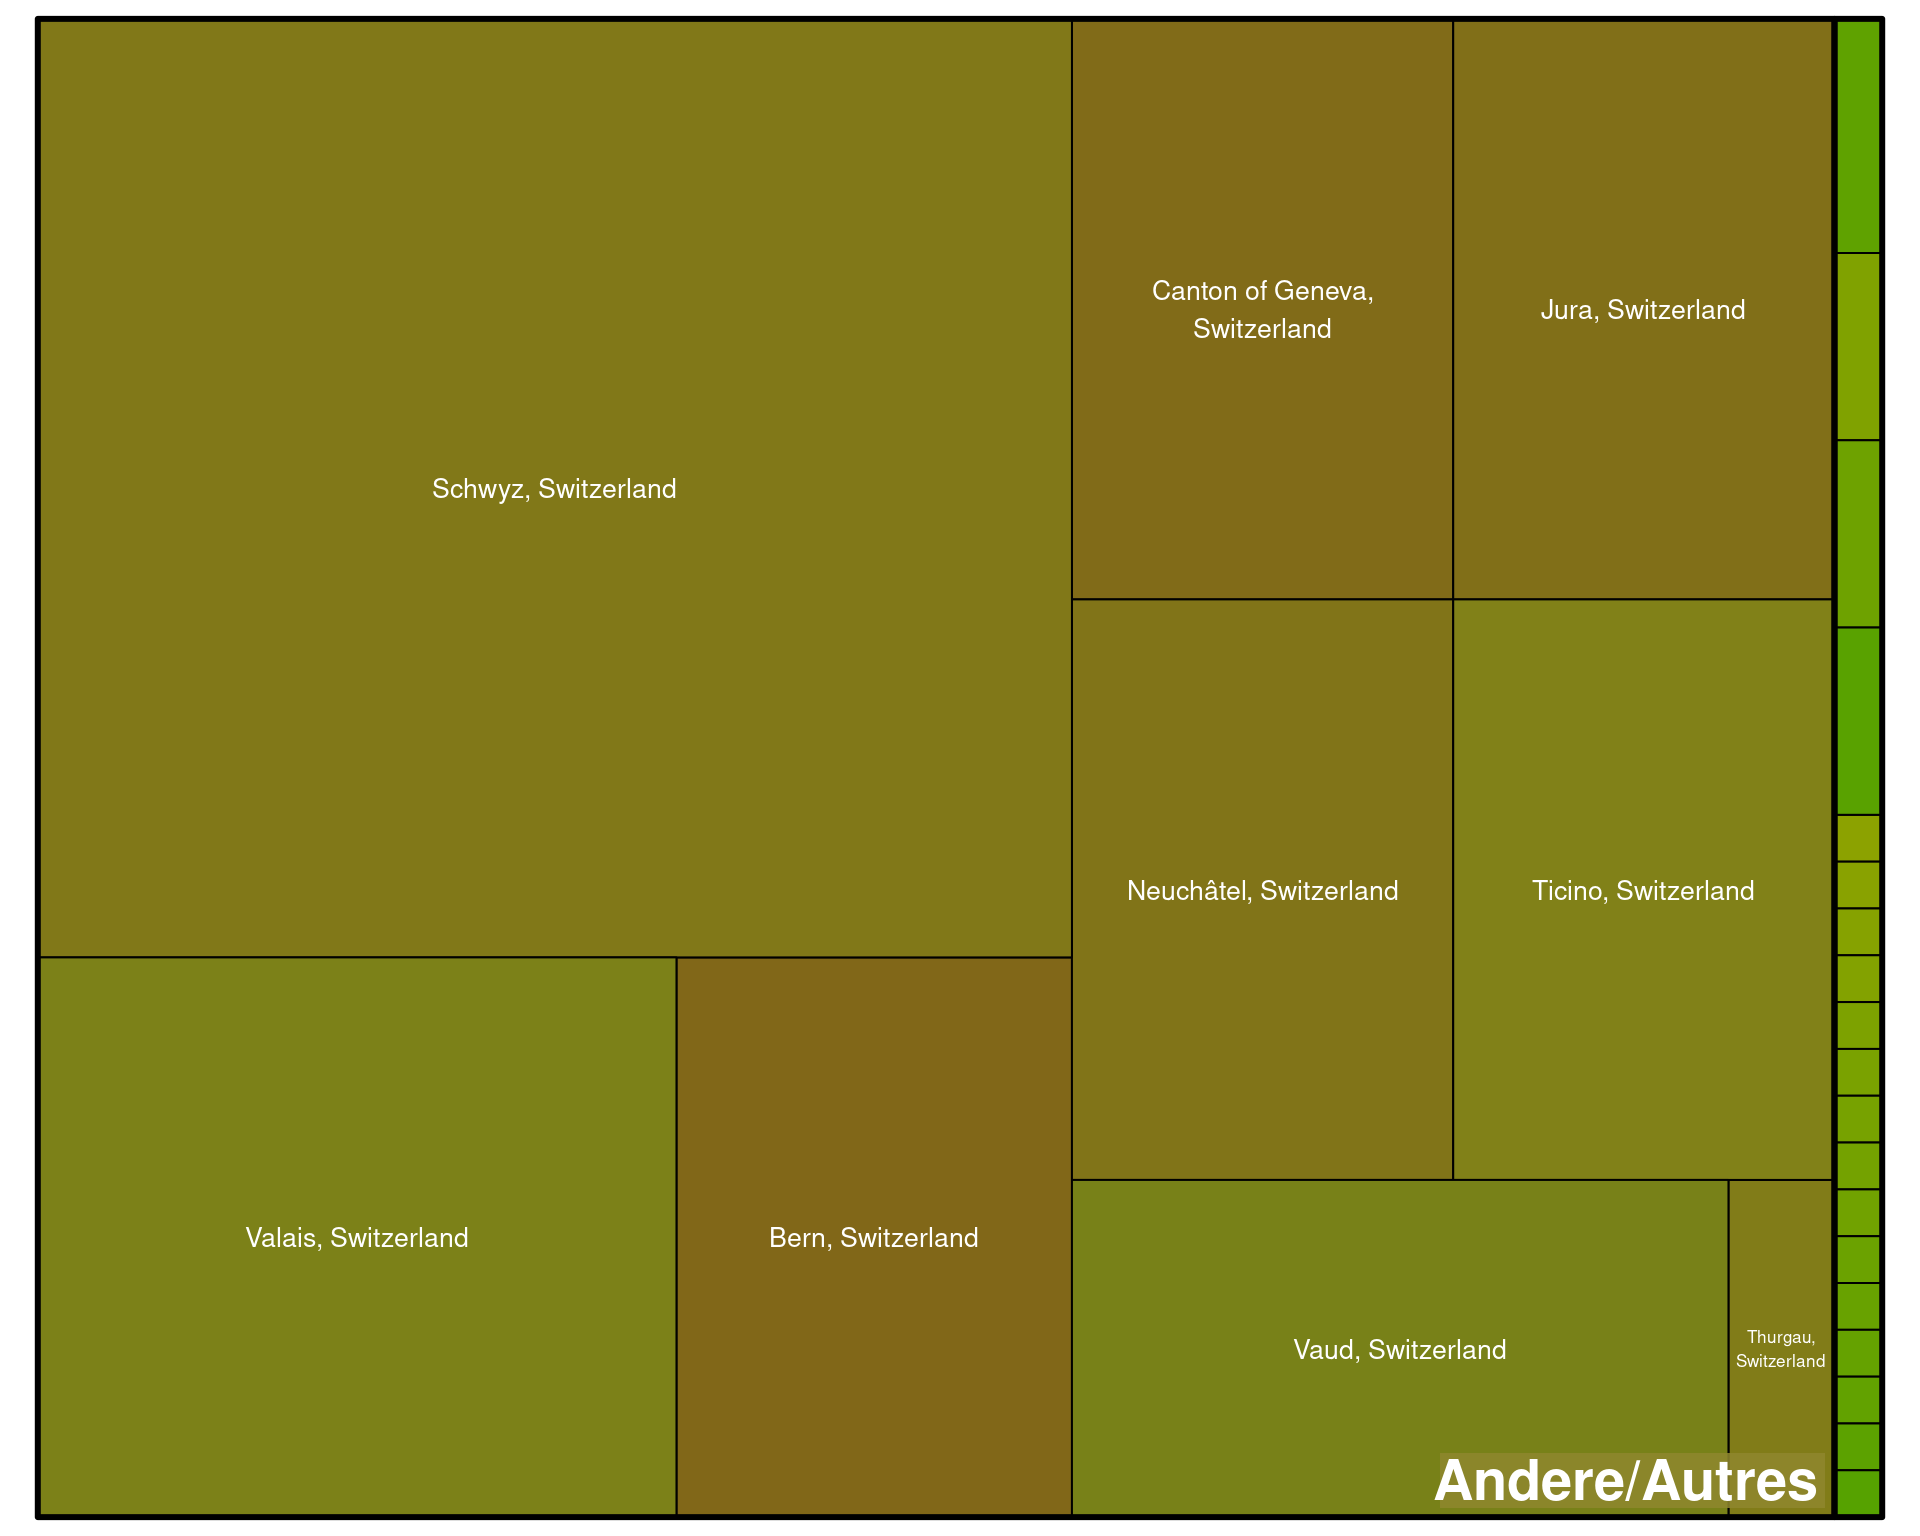 Schwyz, Switzerland
Canton of Geneva,
Switzerland
Jura, Switzerland
Neuchâtel, Switzerland
Ticino, Switzerland
Valais, Switzerland
Bern, Switzerland
Vaud, Switzerland
Thurgau,
Switzerland
Andere/Autres